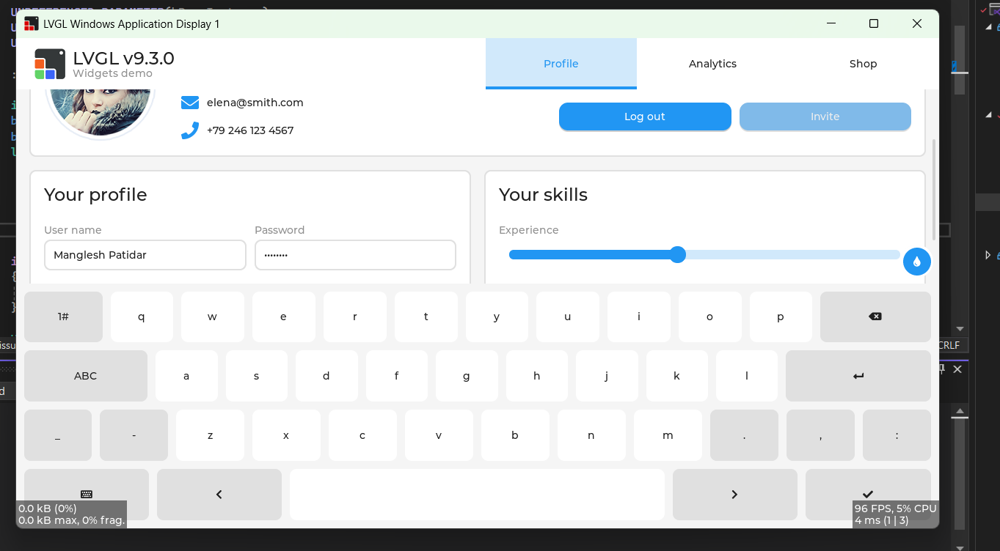 LVGL Windows Application Display 1
LVGL v9.3.0
Widgets demo
Profile
Analytics
Shop
elena@smith.com
+79 246 123 4567
Log out
Invite
Your profile
User name
Password
Manglesh Patidar
••••••••
Your skills
Experience
1#
q w e r t y u i o p
ABC
a s d f g h j k l
_ - z x c v b n m . , :
0.0 kB (0%)
0.0 kB max, 0% frag.
96 FPS, 5% CPU
4 ms (1 | 3)
CRLF